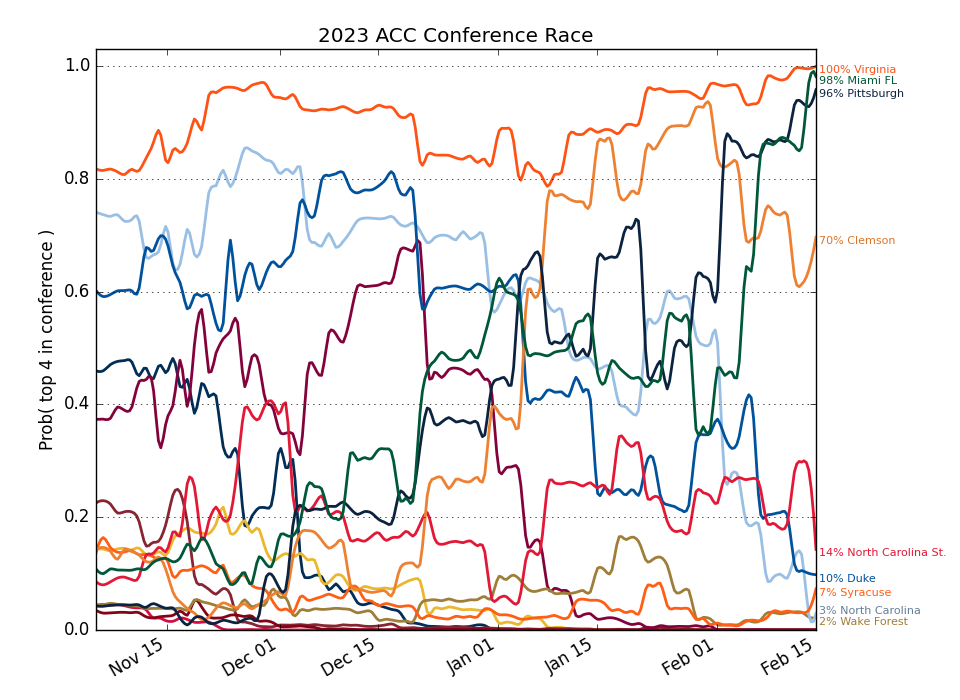 2023 ACC Conference Race
Prob( top 4 in conference )
1.0
0.8
0.6
0.4
0.2
0.0
100% Virginia
98% Miami FL
96% Pittsburgh
70% Clemson
14% North Carolina St.
10% Duke
7% Syracuse
3% North Carolina
2% Wake Forest
Nov 15
Dec 01
Dec 15
Jan 01
Jan 15
Feb 01
Feb 15